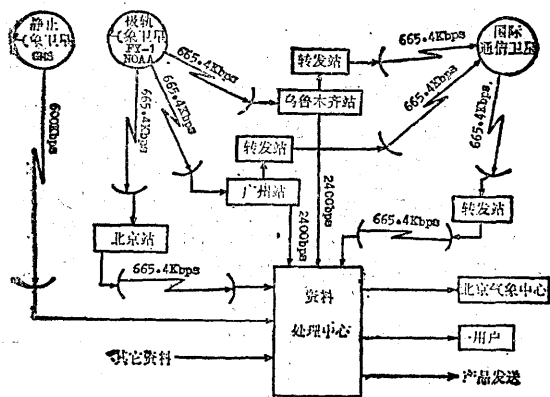 静止
气象卫星
GMS
极轨
气象卫星
FY-1
NOAA
国际
通信卫星
665.4Kbps
转发站
665.4Kbps
乌鲁木齐站
600Kbps
665.4Kbps
665.4Kbps
665.4Kbps
665.4Kbps
转发站
广州站
2400bps
2400bps
转发站
北京站
665.4Kbps
665.4Kbps
资料
处理中心
北京气象中心
用户
其它资料
产品发送